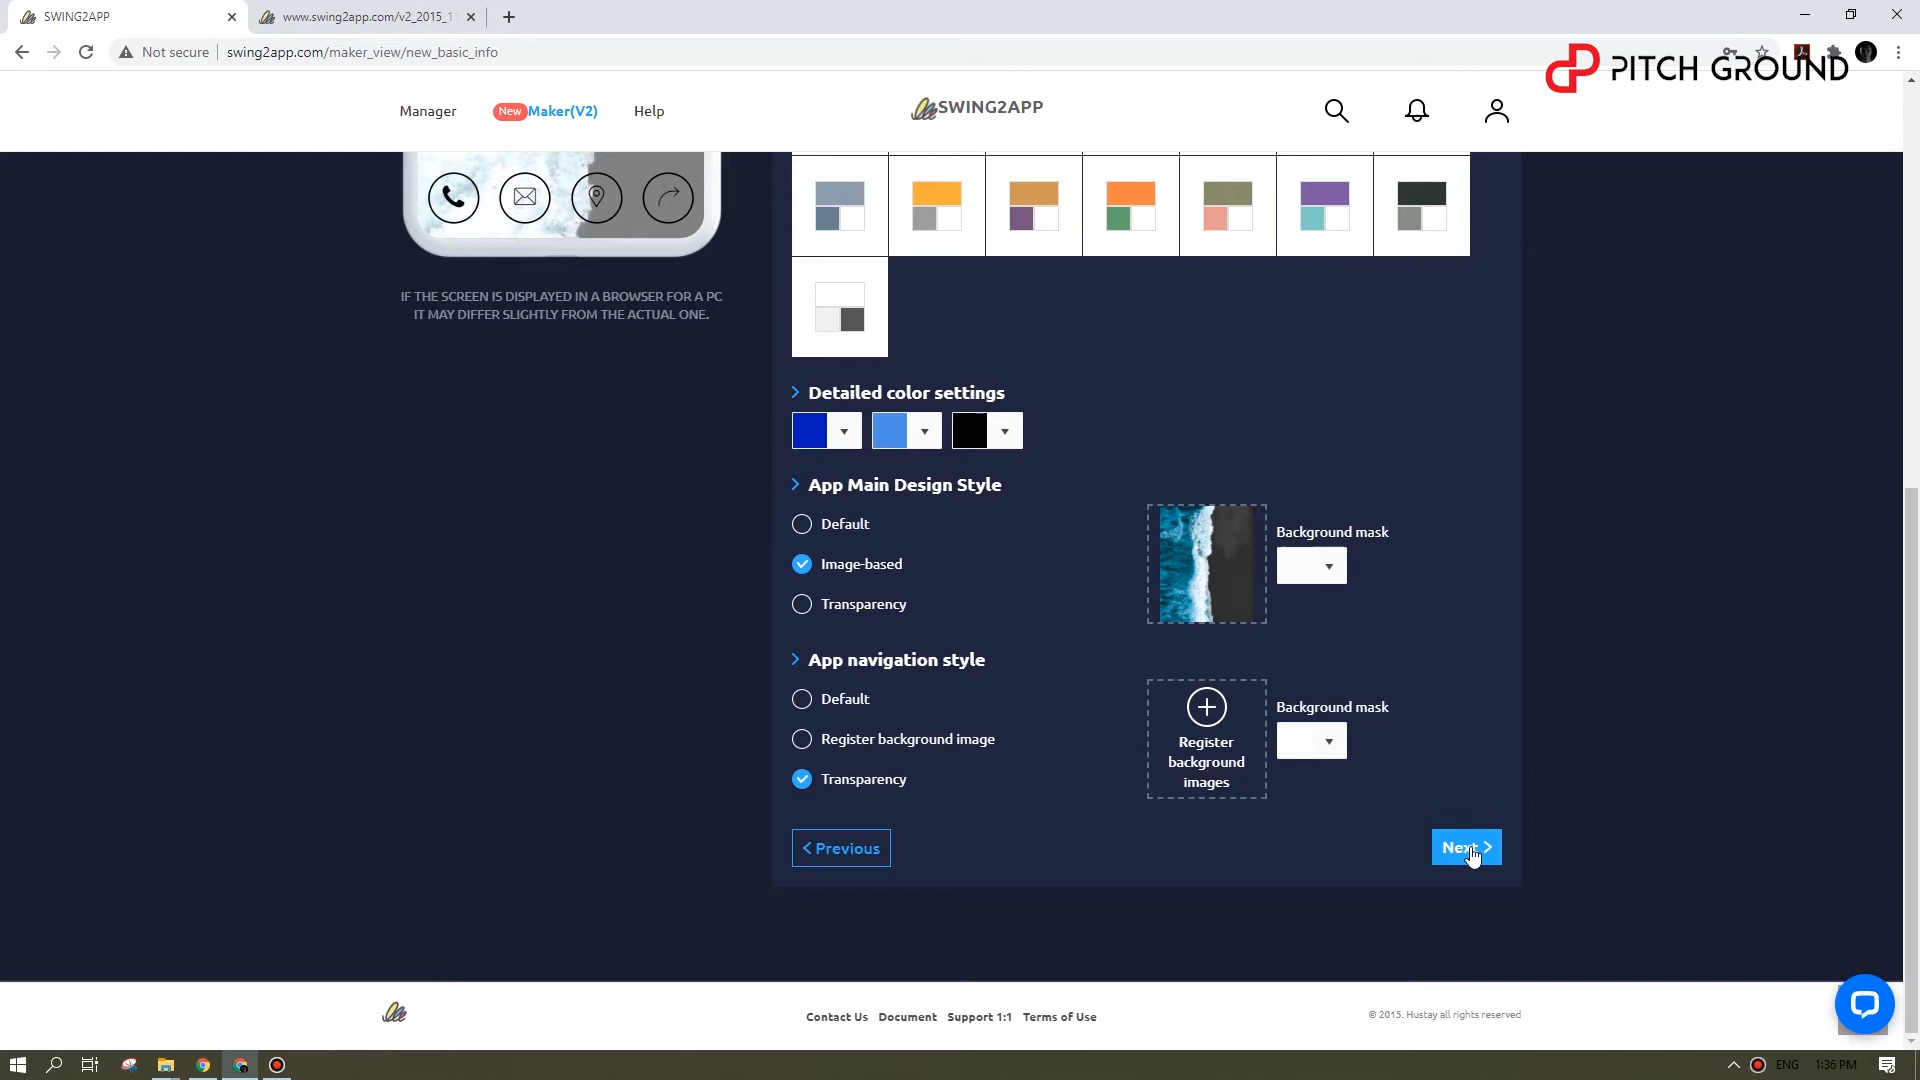 SWING2APP
www.swing2app.com/v2_2015_1
Not secure
swing2app.com/maker_view/new_basic_info
PITCH GROUND
Manager
New Maker(V2)
Help
SWING2APP
IF THE SCREEN IS DISPLAYED IN A BROWSER FOR A PC
IT MAY DIFFER SLIGHTLY FROM THE ACTUAL ONE.
Detailed color settings
App Main Design Style
Default
Image-based
Transparency
Background mask
App navigation style
Default
Register background image
Transparency
Register
background
images
Background mask
< Previous
Next >
Contact Us Document Support 1:1 Terms of Use
© 2015. Hustay all rights reserved
ENG
1:36 PM